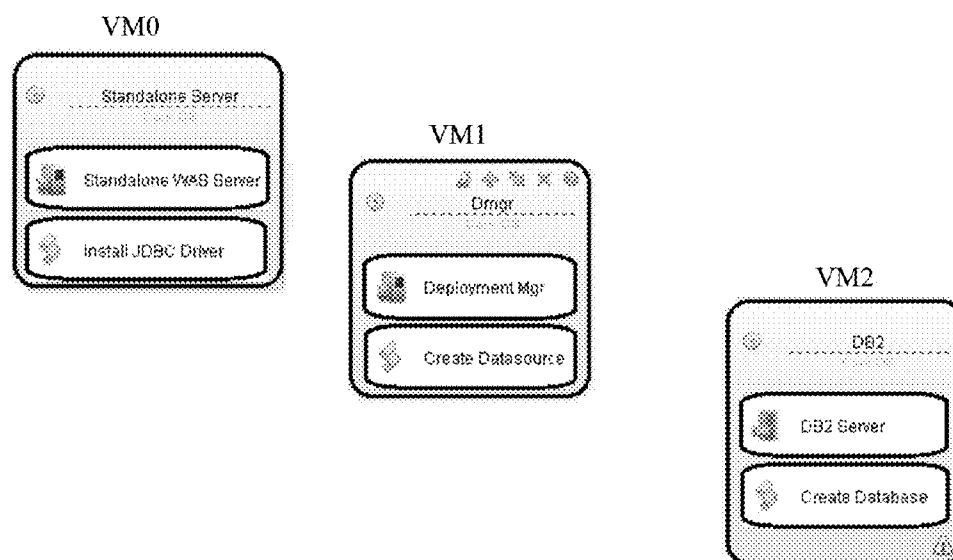 VM0
Standalone Server
Standalone WAS Server
Install JDBC Driver
VM1
Dmgr
Deployment Mgr
Create Datasource
VM2
DB2
DB2 Server
Create Database